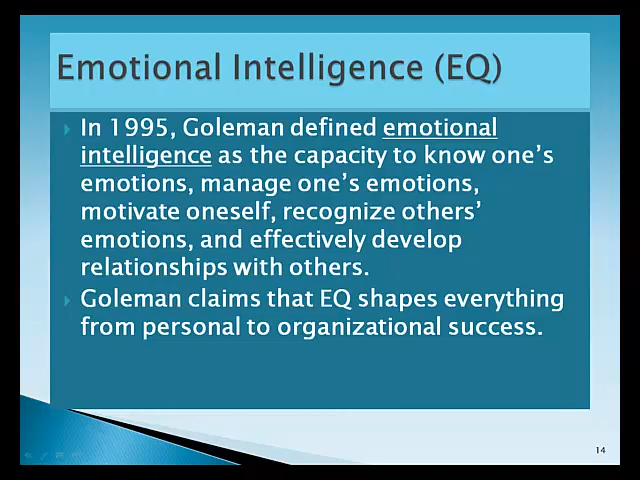 Emotional Intelligence (EQ)
In 1995, Goleman defined emotional
intelligence as the capacity to know one’s
emotions, manage one’s emotions,
motivate oneself, recognize others’
emotions, and effectively develop
relationships with others.
Goleman claims that EQ shapes everything
from personal to organizational success.
14